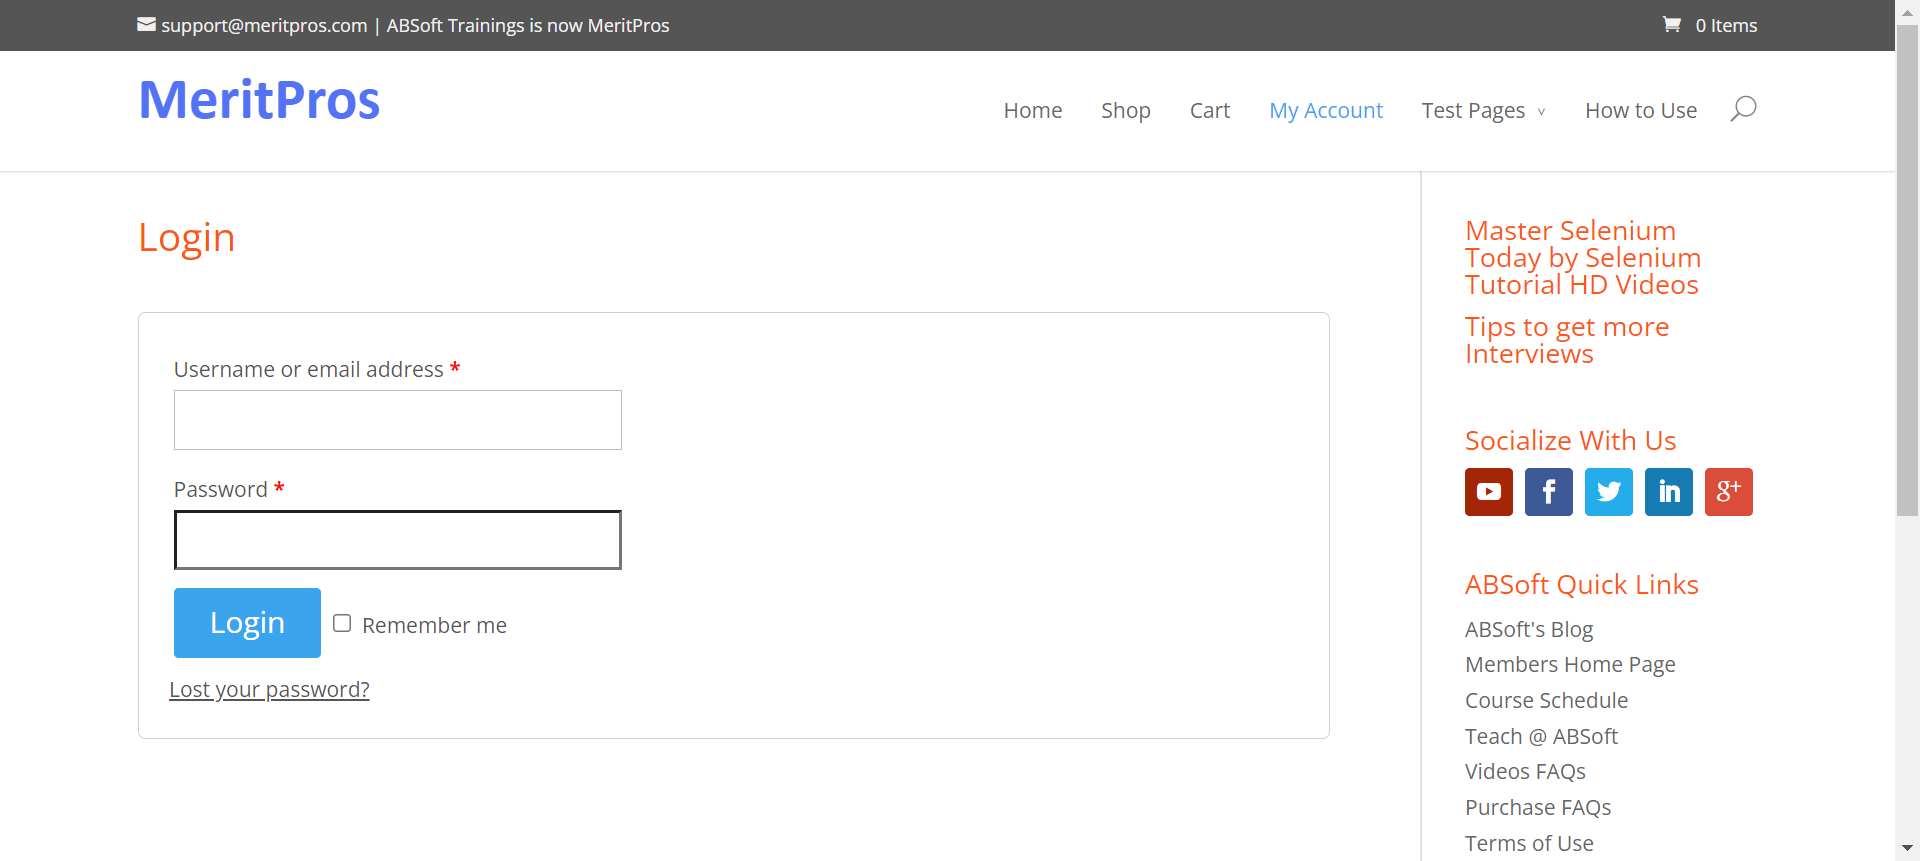 support@meritpros.com | ABSoft Trainings is now MeritPros
0 Items
MeritPros
Home
Shop
Cart
My Account
Test Pages
How to Use
Login
Username or email address *
Password *
Login
Remember me
Lost your password?
Master Selenium
Today by Selenium
Tutorial HD Videos
Tips to get more
Interviews
Socialize With Us
g+
ABSoft Quick Links
ABSoft's Blog
Members Home Page
Course Schedule
Teach @ ABSoft
Videos FAQs
Purchase FAQs
Terms of Use